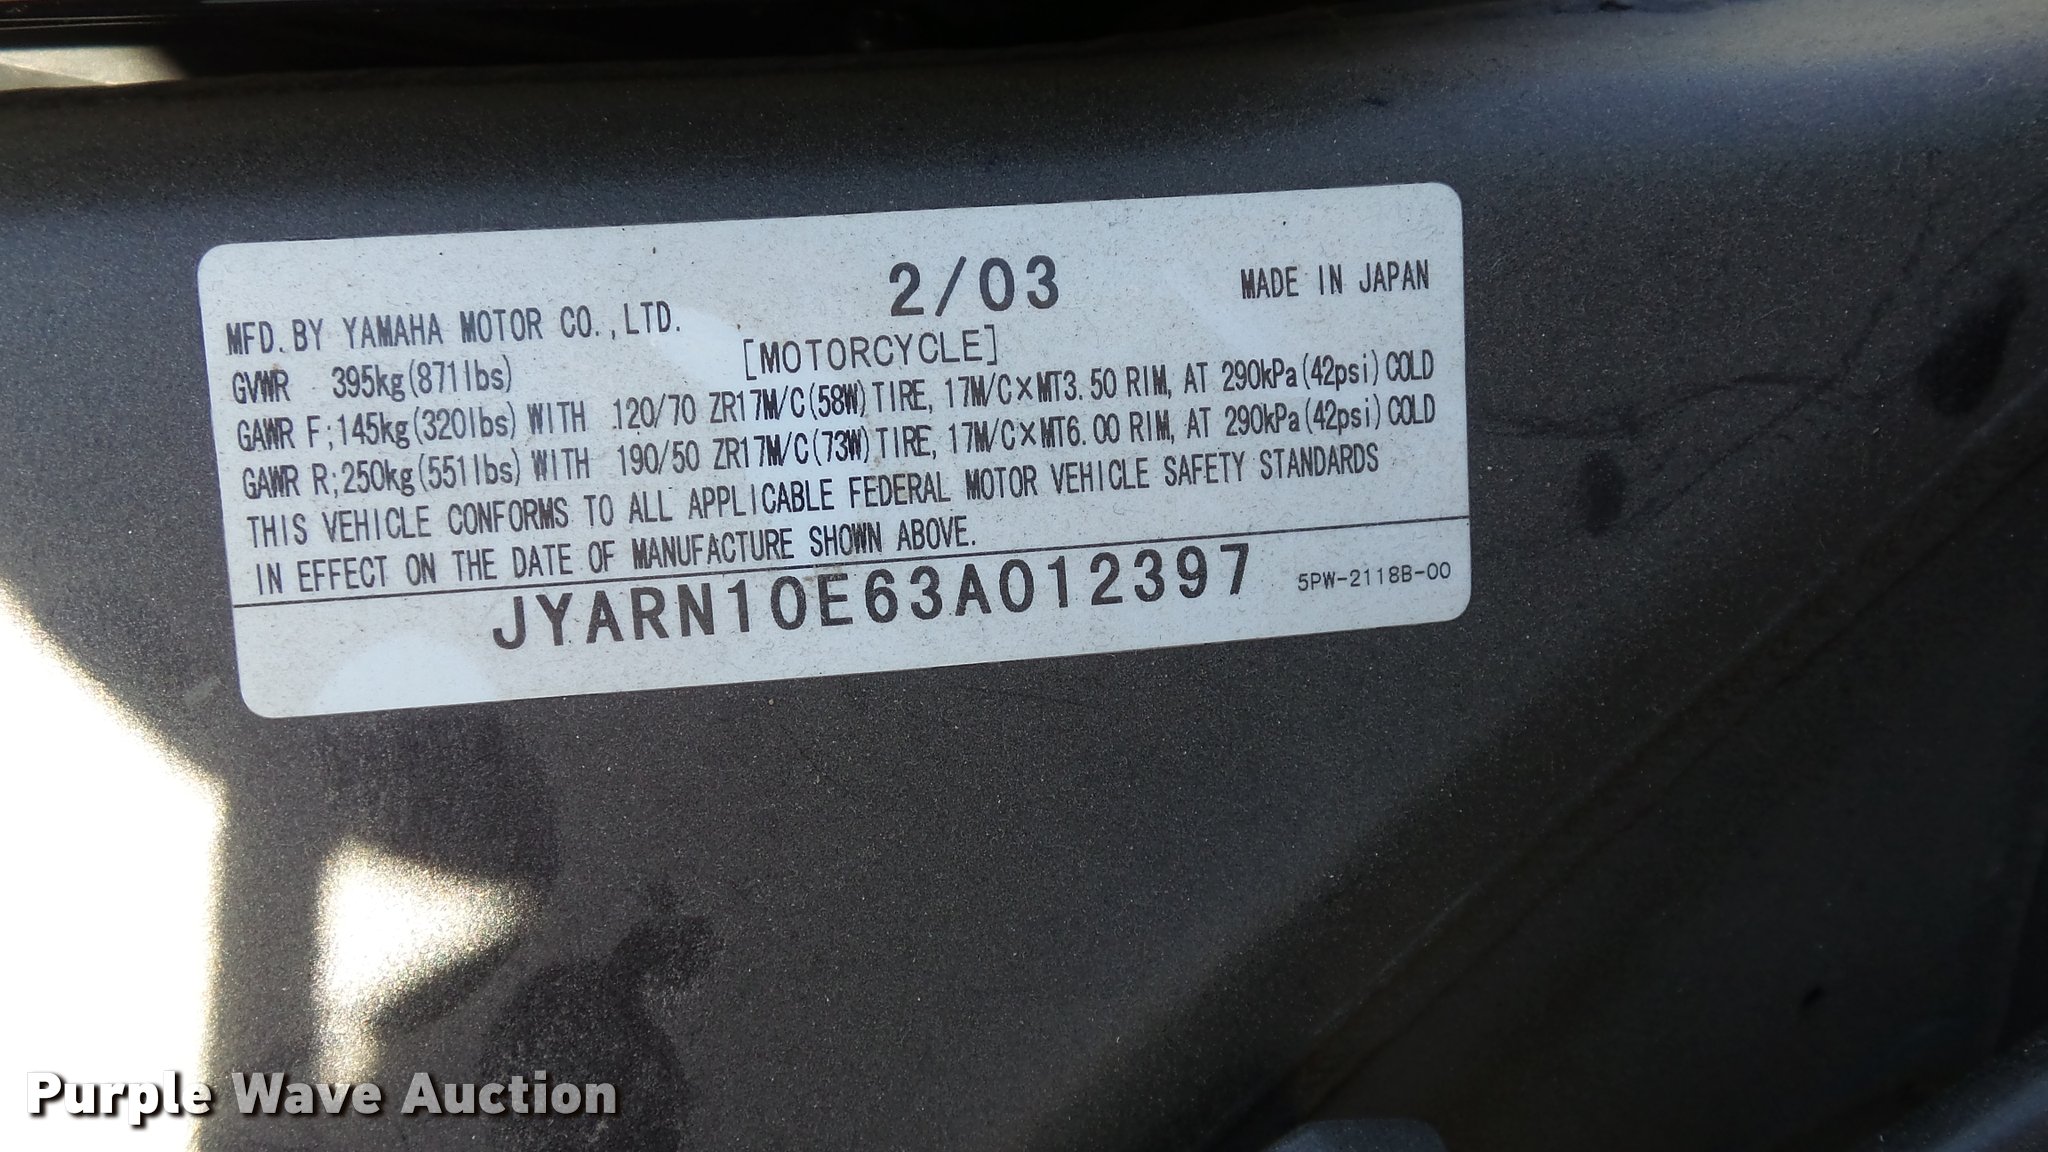 2/03
MADE IN JAPAN
MFD. BY YAMAHA MOTOR CO., LTD.
[MOTORCYCLE]
GVWR 395kg(871lbs)
GAWR F;145kg(320lbs) WITH 120/70 ZR17M/C(58W)TIRE, 17M/C×MT3.50 RIM, AT 290kPa(42psi)COLD
GAWR R;250kg(551lbs)WITH 190/50 ZR17M/C(73W)TIRE, 17M/C×MT6.00 RIM, AT 290kPa(42psi)COLD
THIS VEHICLE CONFORMS TO ALL APPLICABLE FEDERAL MOTOR VEHICLE SAFETY STANDARDS
IN EFFECT ON THE DATE OF MANUFACTURE SHOWN ABOVE.
JYARN10E63A012397
5PW-2118B-00
Purple Wave Auction